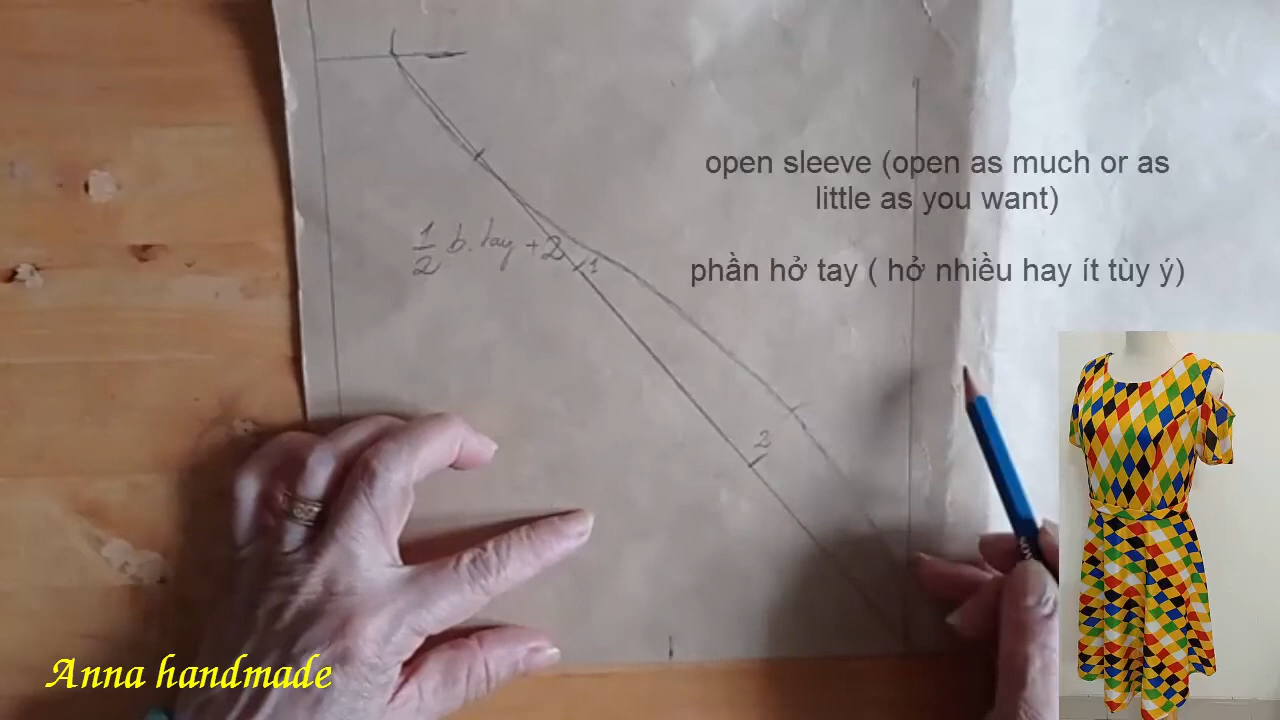 open sleeve (open as much or as
little as you want)
phần hở tay ( hở nhiều hay ít tùy ý)
1/2 b. tay + 2
1
2
Anna handmade